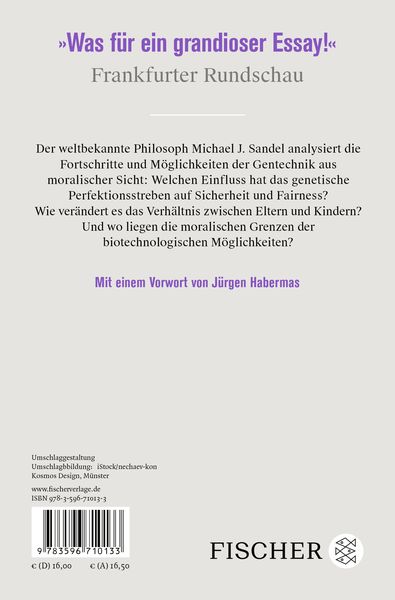 »Was für ein grandioser Essay!«
Frankfurter Rundschau
Der weltbekannte Philosoph Michael J. Sandel analysiert die
Fortschritte und Möglichkeiten der Gentechnik aus
moralischer Sicht: Welchen Einfluss hat das genetische
Perfektionsstreben auf Sicherheit und Fairness?
Wie verändert es das Verhältnis zwischen Eltern und Kindern?
Und wo liegen die moralischen Grenzen der
biotechnologischen Möglichkeiten?
Mit einem Vorwort von Jürgen Habermas
Umschlaggestaltung
Umschlagbbildung: iStock/nechaev-kon
Kosmos Design, Münster
www.fischerverlage.de
ISBN 978-3-596-71013-3
9 783596 710133
€ (D) 16,00 € (A) 16,50
FISCHER